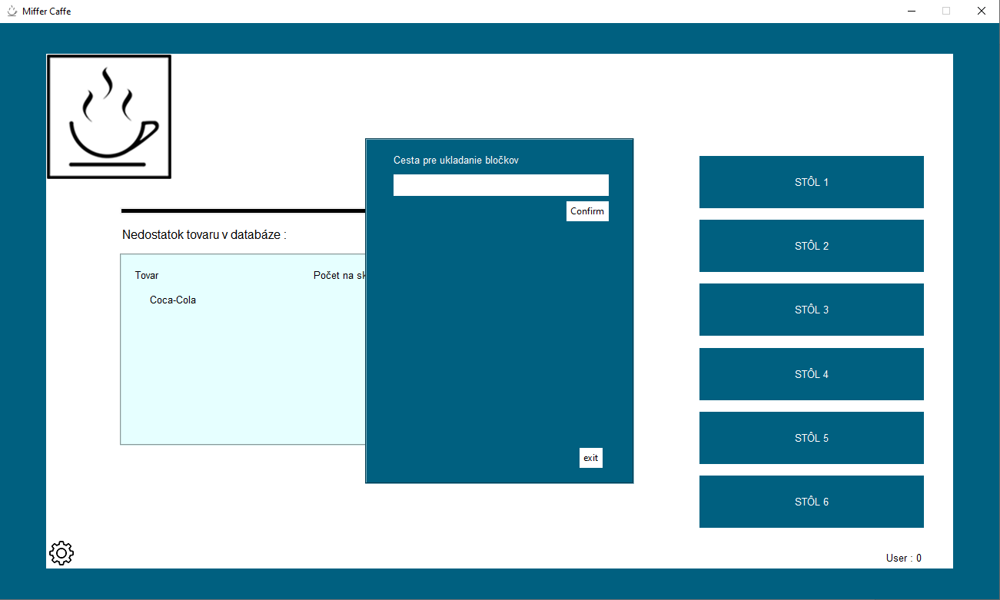 Miffer Caffe
Nedostatok tovaru v databáze :
Tovar
Počet na sk
Coca-Cola
Cesta pre ukladanie bločkov
Confirm
exit
STÔL 1
STÔL 2
STÔL 3
STÔL 4
STÔL 5
STÔL 6
User : 0